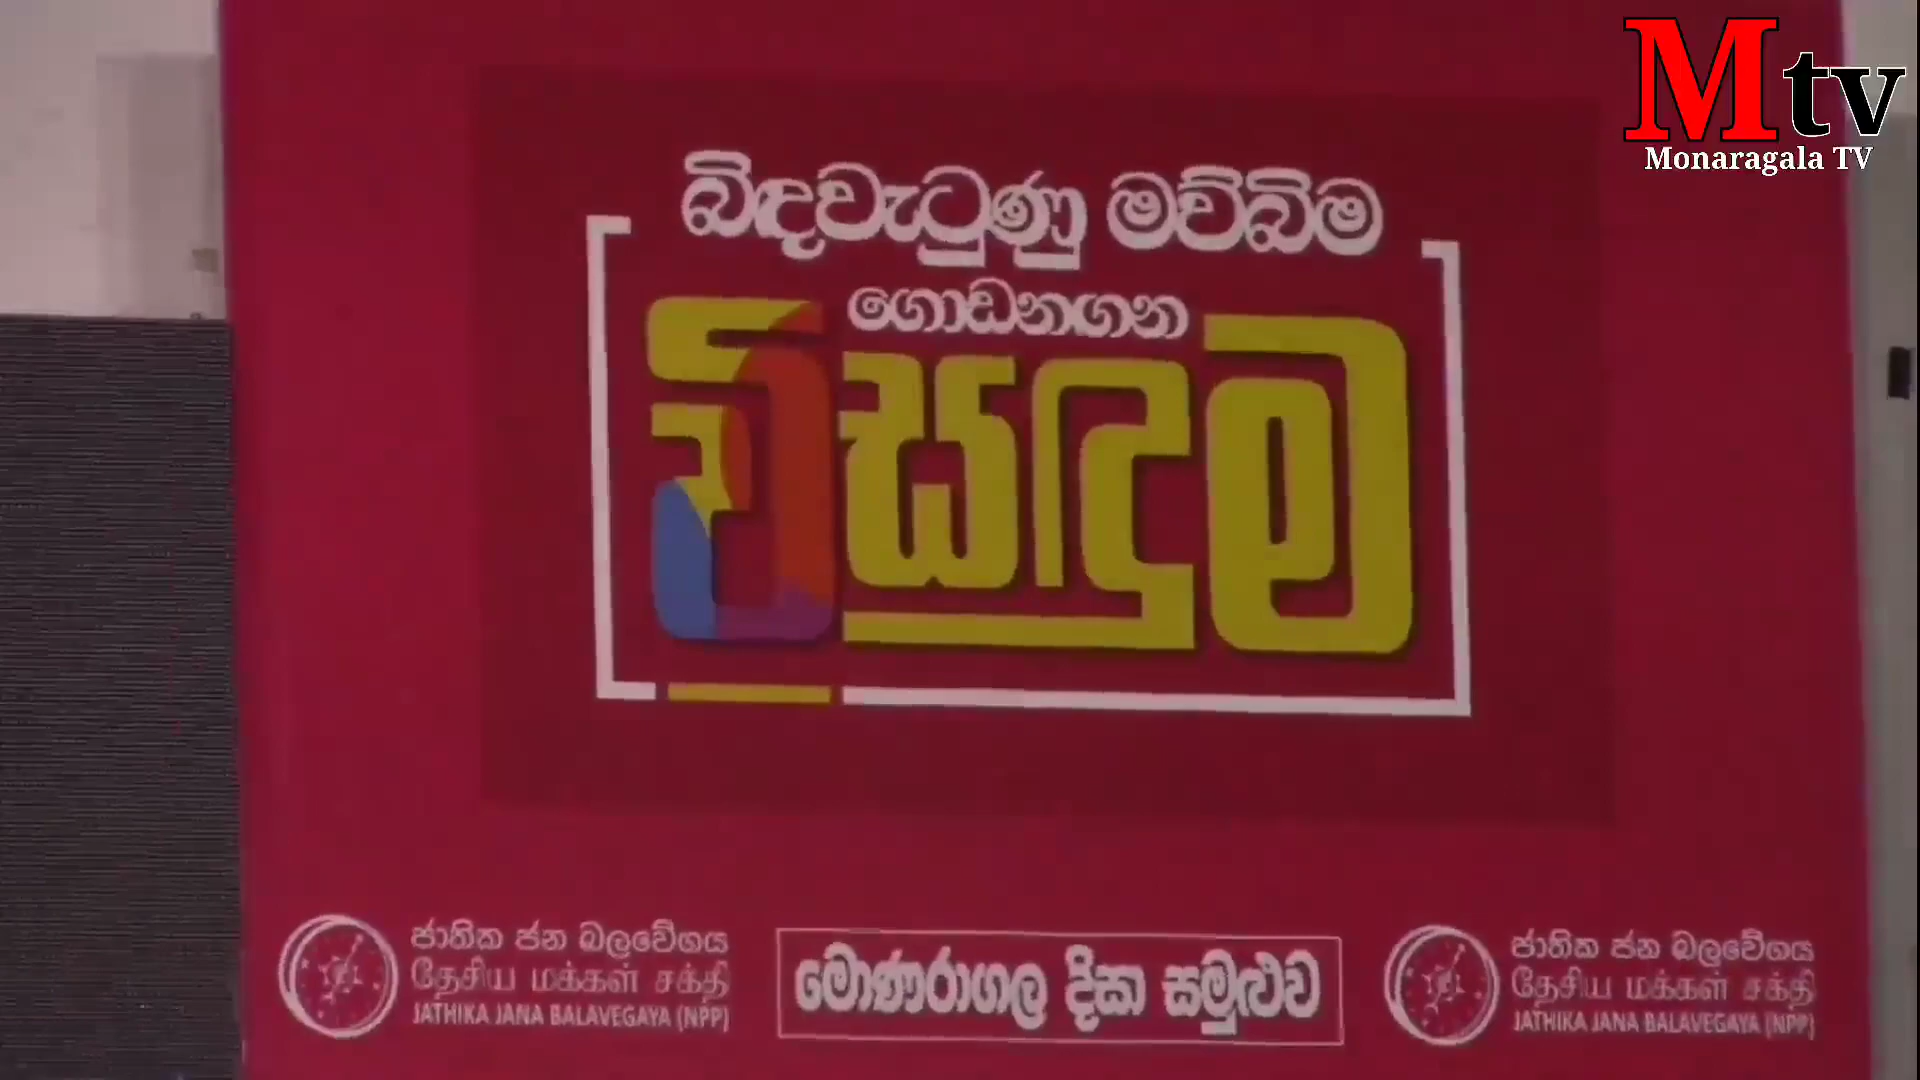 Mtv
Monaragala TV
බිඳවැටුණු මව්බිම
ගොඩනගන
විසඳුම
ජාතික ජන බලවේගය
தேசிய மக்கள் சக்தி
JATHIKA JANA BALAVEGAYA (NPP)
මොණරාගල දිසා සමුළුව
ජාතික ජන බලවේගය
தேசிய மக்கள் சக்தி
JATHIKA JANA BALAVEGAYA (NPP)